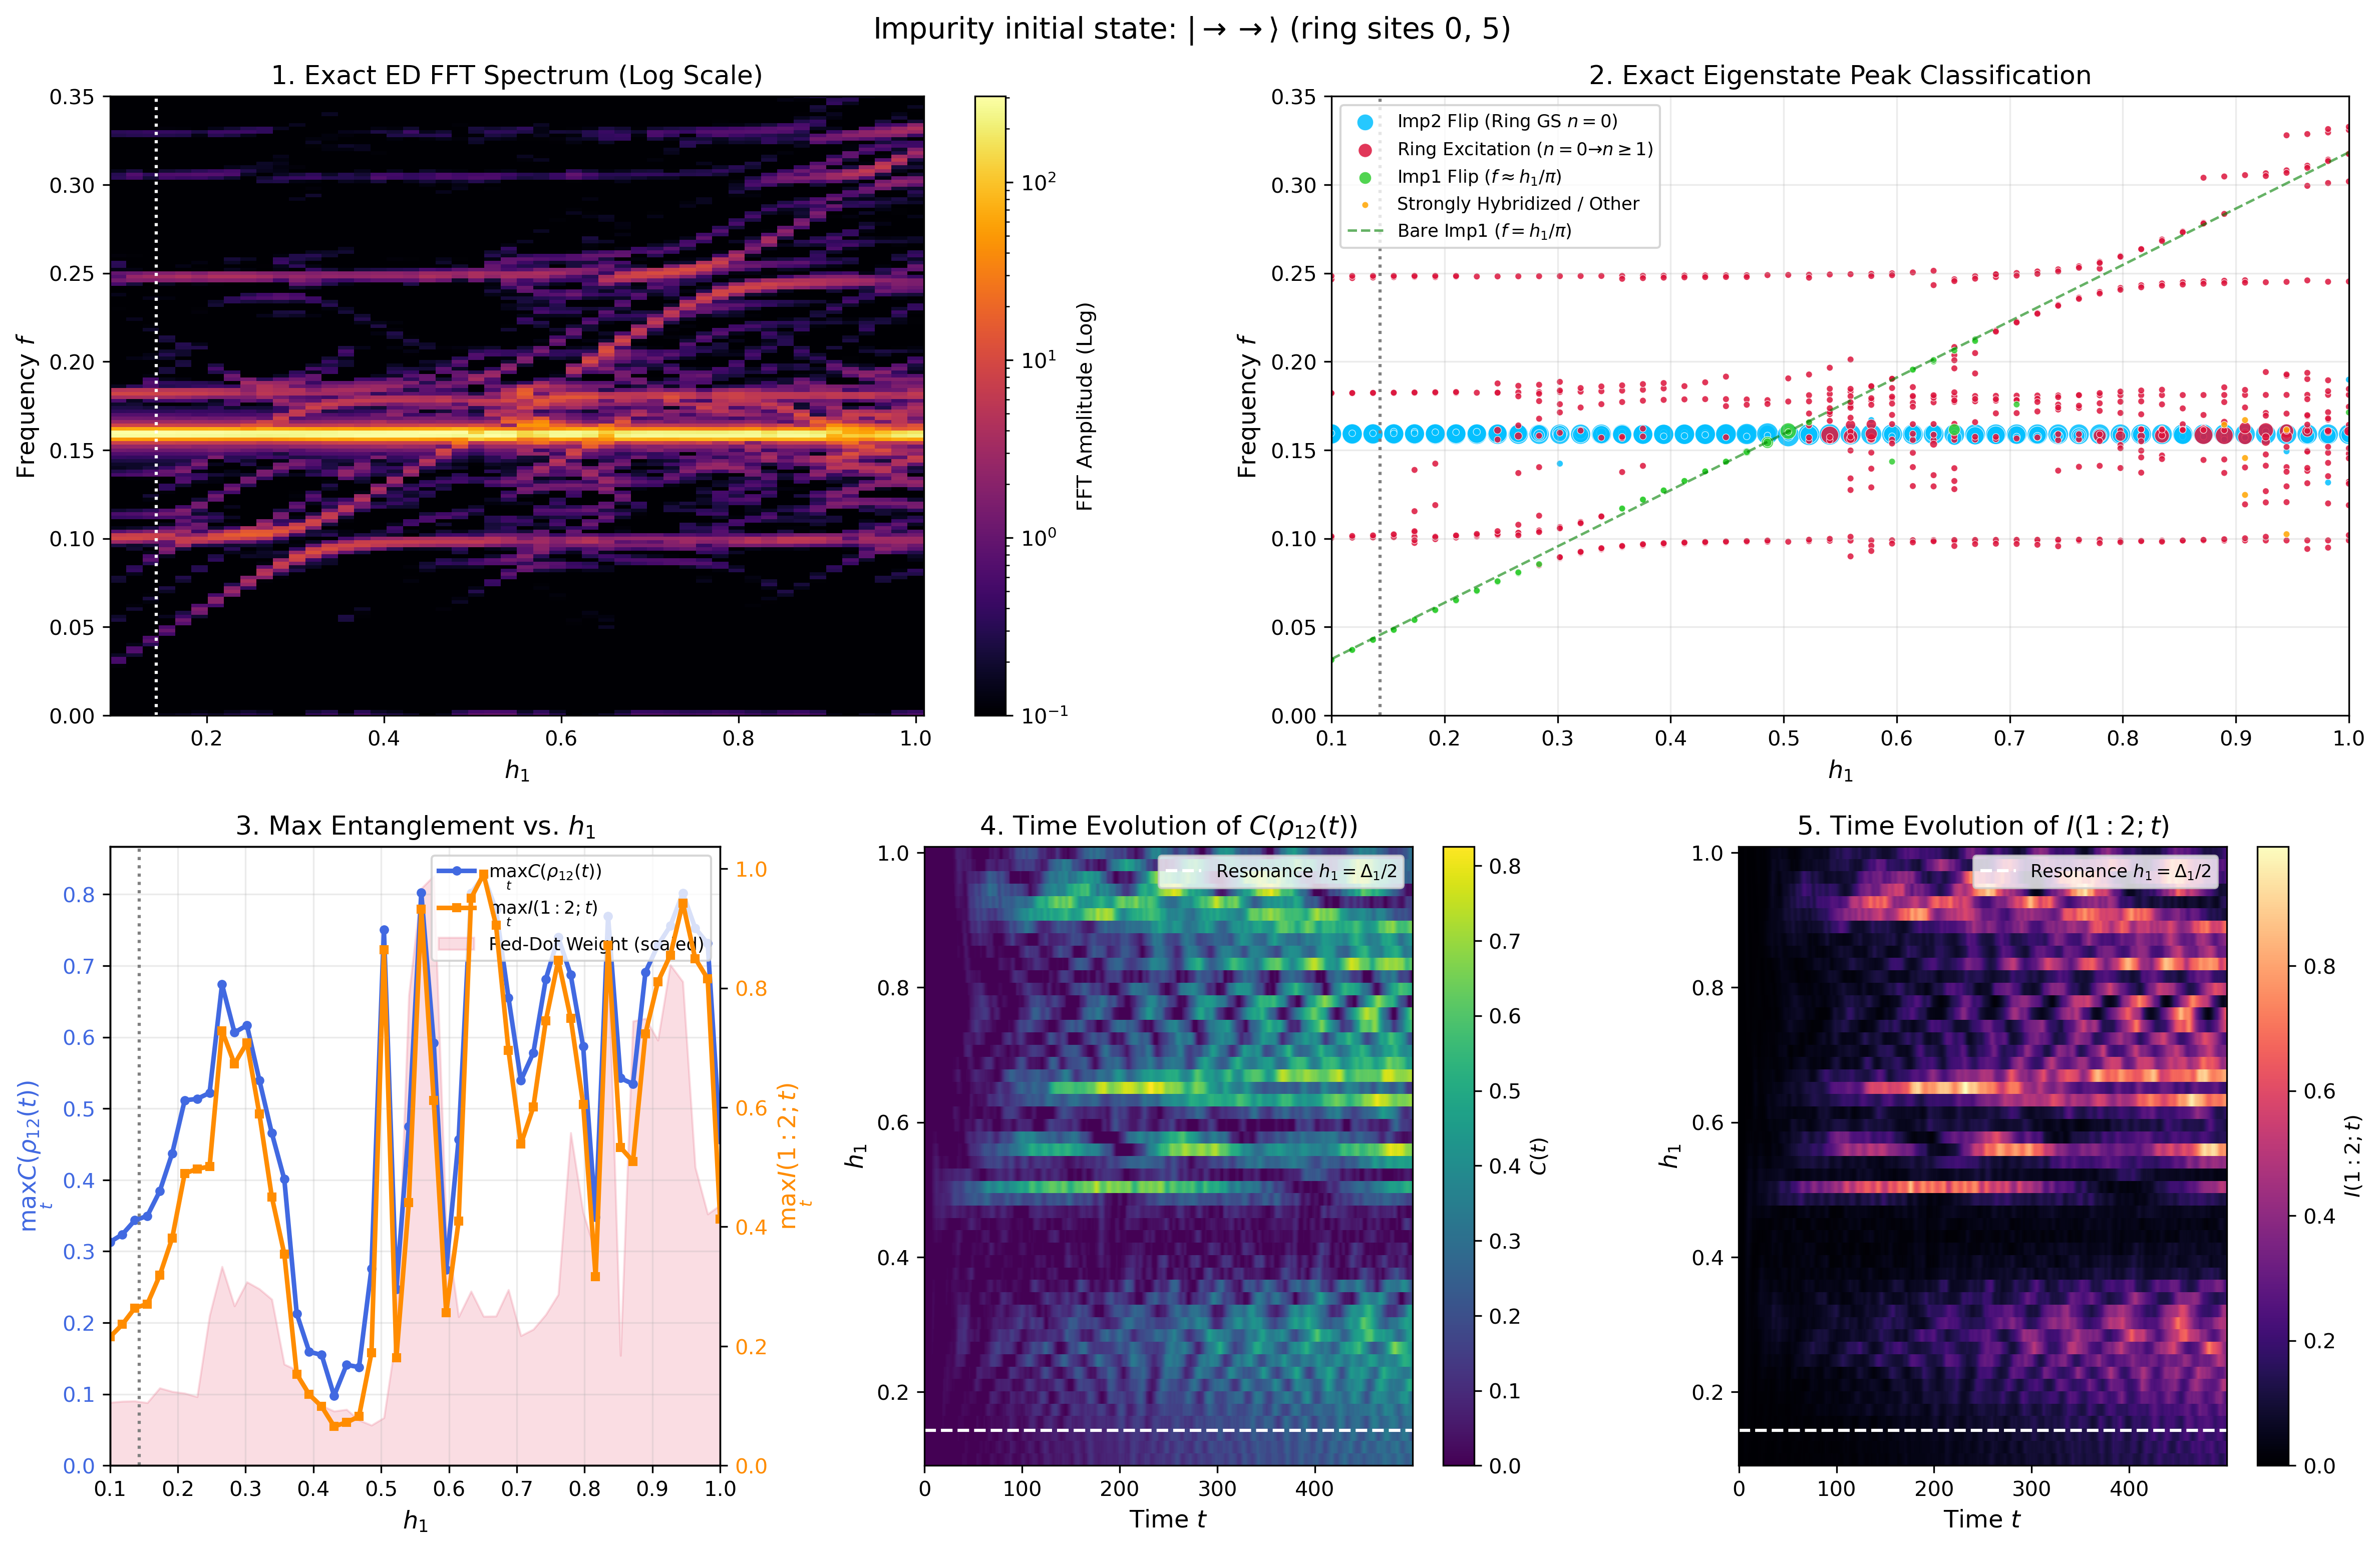 Impurity initial state: |→→⟩ (ring sites 0, 5)
1. Exact ED FFT Spectrum (Log Scale)
Frequency f
0.35
0.30
0.25
0.20
0.15
0.10
0.05
0.00
0.2
0.4
0.6
0.8
1.0
h₁
10²
10¹
10⁰
10⁻¹
FFT Amplitude (Log)
2. Exact Eigenstate Peak Classification
Imp2 Flip (Ring GS n = 0)
Ring Excitation (n = 0→n ≥ 1)
Imp1 Flip (f ≈ h₁/π)
Strongly Hybridized / Other
Bare Imp1 (f = h₁/π)
Frequency f
0.35
0.30
0.25
0.20
0.15
0.10
0.05
0.00
0.1
0.2
0.3
0.4
0.5
0.6
0.7
0.8
0.9
1.0
h₁
3. Max Entanglement vs. h₁
max C(ρ₁₂(t))
t
max I(1 : 2; t)
t
Red-Dot Weight (scaled)
max C(ρ₁₂(t))
t
0.8
0.7
0.6
0.5
0.4
0.3
0.2
0.1
0.0
0.1
0.2
0.3
0.4
0.5
0.6
0.7
0.8
0.9
1.0
h₁
1.0
0.8
0.6
0.4
0.2
0.0
max I(1 : 2; t)
t
4. Time Evolution of C(ρ₁₂(t))
Resonance h₁ = Δ₁/2
h₁
1.0
0.8
0.6
0.4
0.2
0
100
200
300
400
Time t
0.8
0.7
0.6
0.5
0.4
0.3
0.2
0.1
0.0
C(t)
5. Time Evolution of I(1 : 2; t)
Resonance h₁ = Δ₁/2
h₁
1.0
0.8
0.6
0.4
0.2
0
100
200
300
400
Time t
0.8
0.6
0.4
0.2
0.0
I(1 : 2; t)